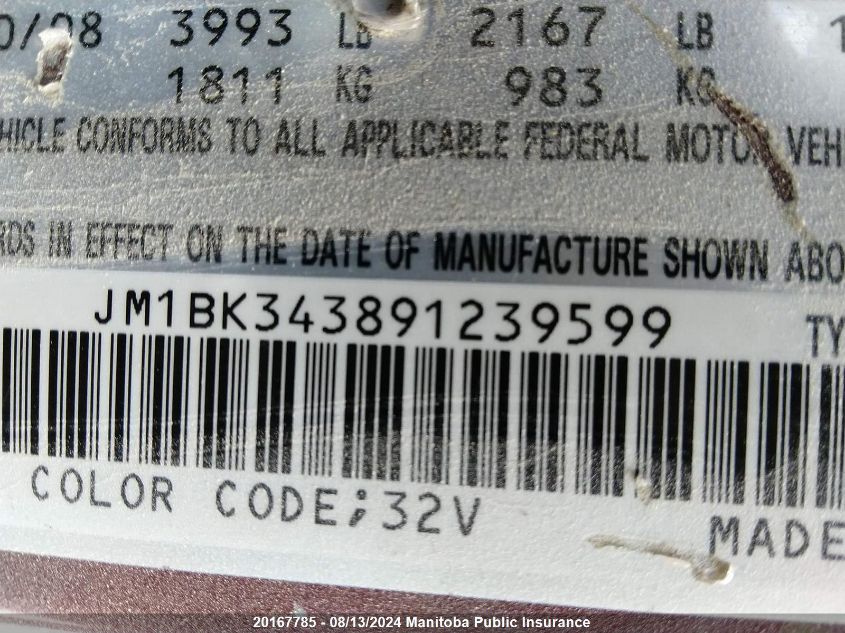 0/08 3993 LB 2167 LB 1
1811 KG 983 KG
HICLE CONFORMS TO ALL APPLICABLE FEDERAL MOTOR VEH
RDS IN EFFECT ON THE DATE OF MANUFACTURE SHOWN ABO
JM1BK343891239599 TY
COLOR CODE;32V
MADE
20167785 - 08/13/2024 Manitoba Public Insurance